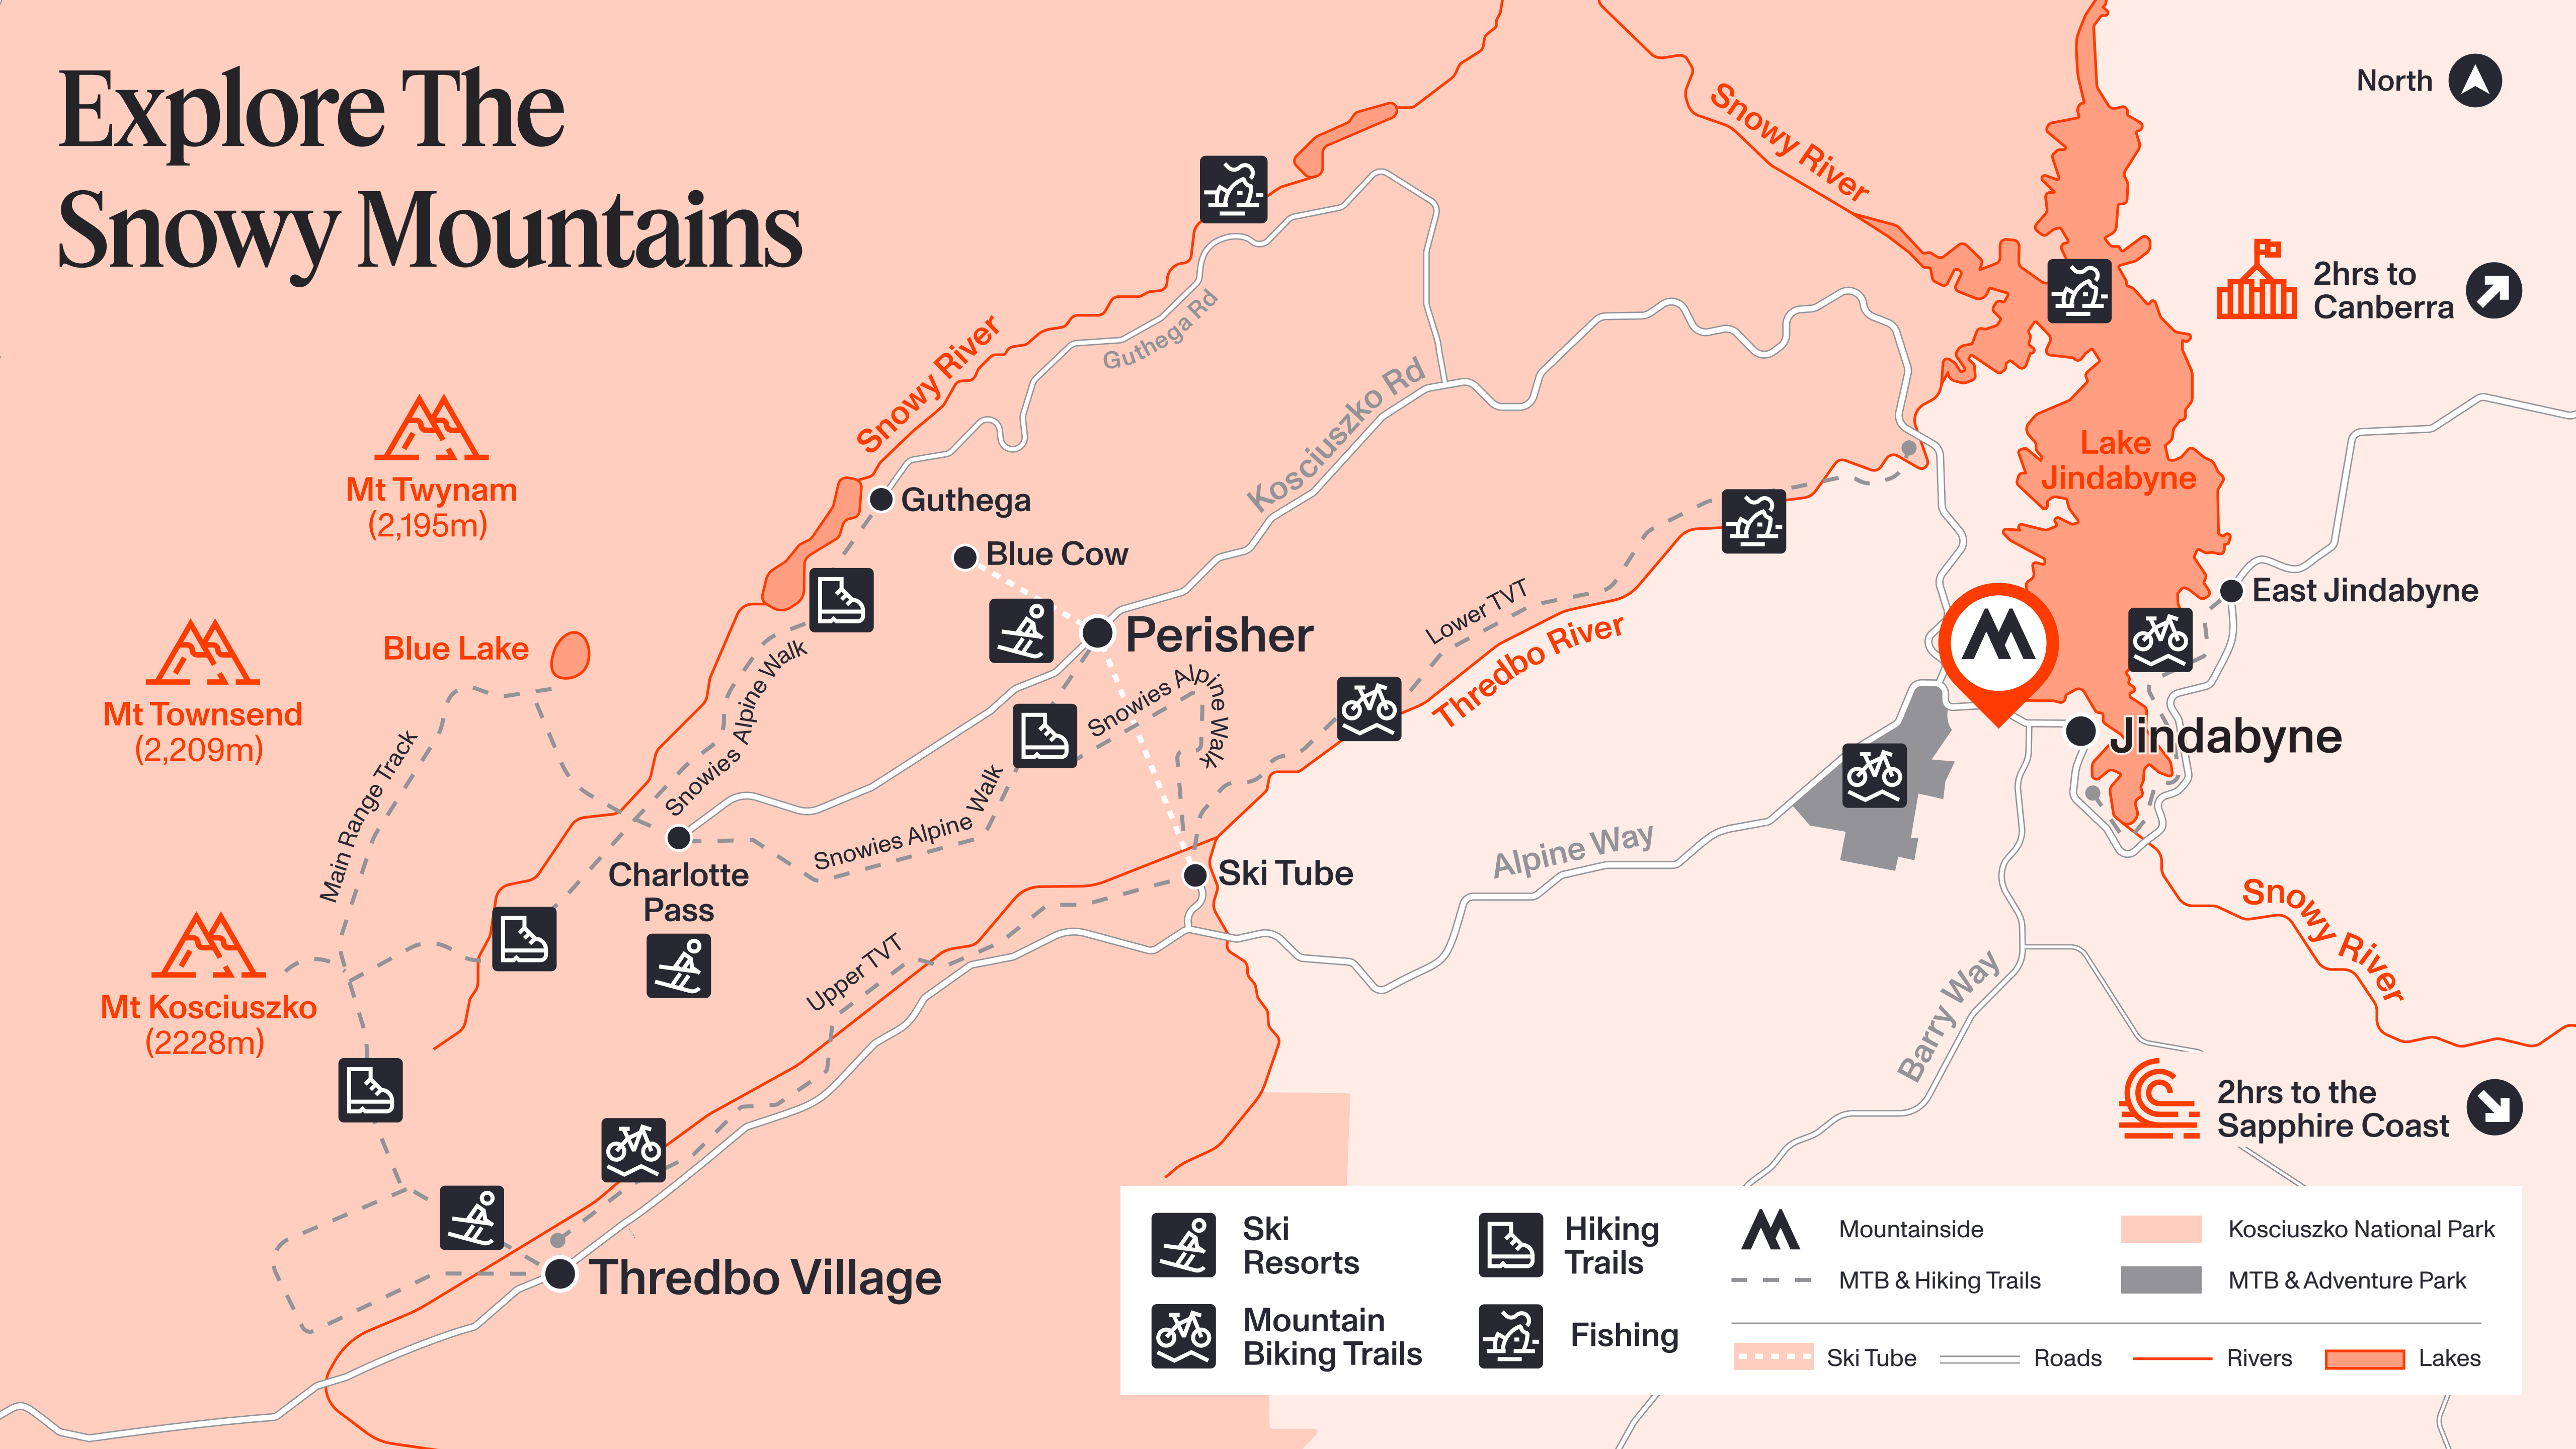 Explore The
Snowy Mountains
North
Snowy River
2hrs to
Canberra
Guthega Rd
Snowy River
Kosciuszko Rd
Mt Twynam
(2,195m)
Lake
Jindabyne
Guthega
Blue Cow
East Jindabyne
Perisher
Lower TVT
Thredbo River
Blue Lake
Mt Townsend
(2,209m)
Snowies Alpine Walk
Snowies Alpine Walk
Jindabyne
Main Range Track
Snowies Alpine Walk
Alpine Way
Charlotte
Pass
Ski Tube
Snowy River
Upper TVT
Barry Way
Mt Kosciuszko
(2228m)
2hrs to the
Sapphire Coast
Thredbo Village
Ski
Resorts
Hiking
Trails
Mountain
Biking Trails
Fishing
Mountainside
Kosciuszko National Park
MTB & Hiking Trails
MTB & Adventure Park
Ski Tube
Roads
Rivers
Lakes